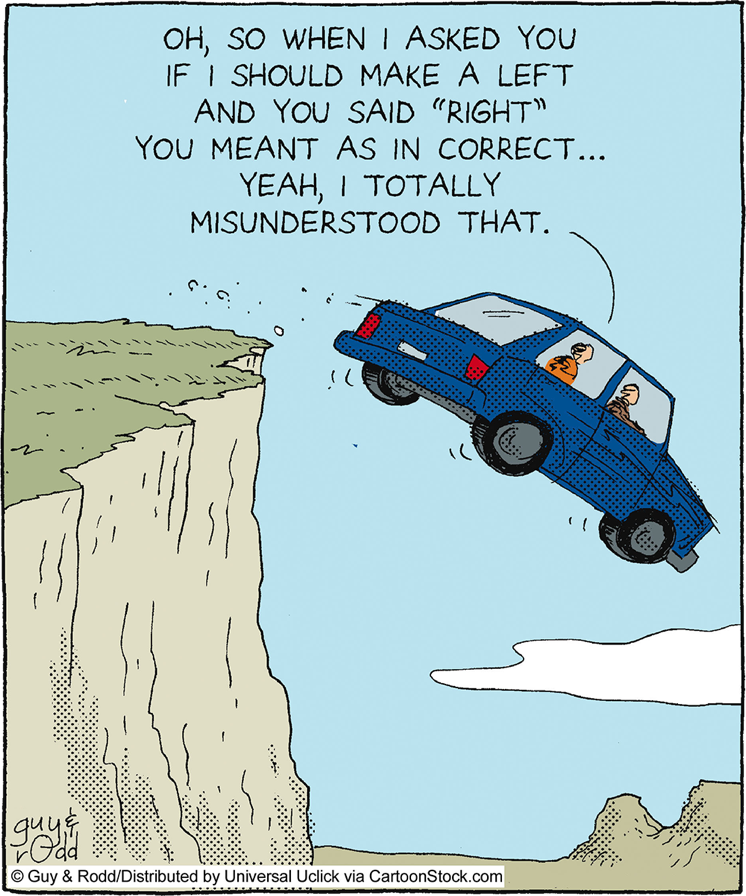 OH, SO WHEN I ASKED YOU
IF I SHOULD MAKE A LEFT
AND YOU SAID “RIGHT”
YOU MEANT AS IN CORRECT...
YEAH, I TOTALLY
MISUNDERSTOOD THAT.
guy &
rodd
© Guy & Rodd/Distributed by Universal Uclick via CartoonStock.com